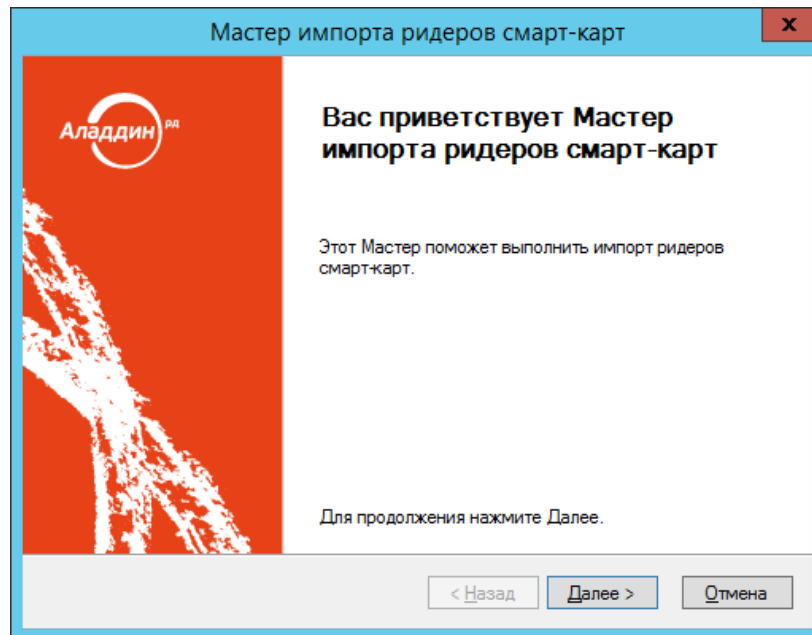 Мастер импорта ридеров смарт-карт
x
Аладдин рд
Вас приветствует Мастер
импорта ридеров смарт-карт
Этот Мастер поможет выполнить импорт ридеров
смарт-карт.
Для продолжения нажмите Далее.
< Назад Далее > Отмена